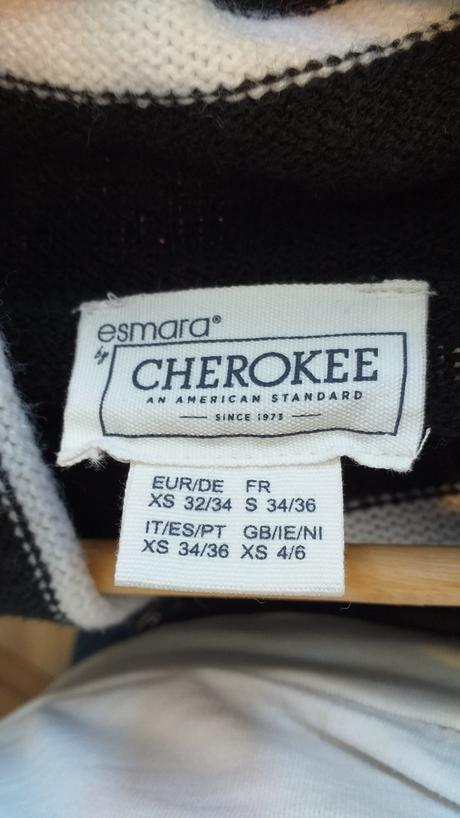 esmara®
by
CHEROKEE
AN AMERICAN STANDARD
SINCE 1973
EUR/DE FR
XS 32/34 S 34/36
IT/ES/PT GB/IE/NI
XS 34/36 XS 4/6